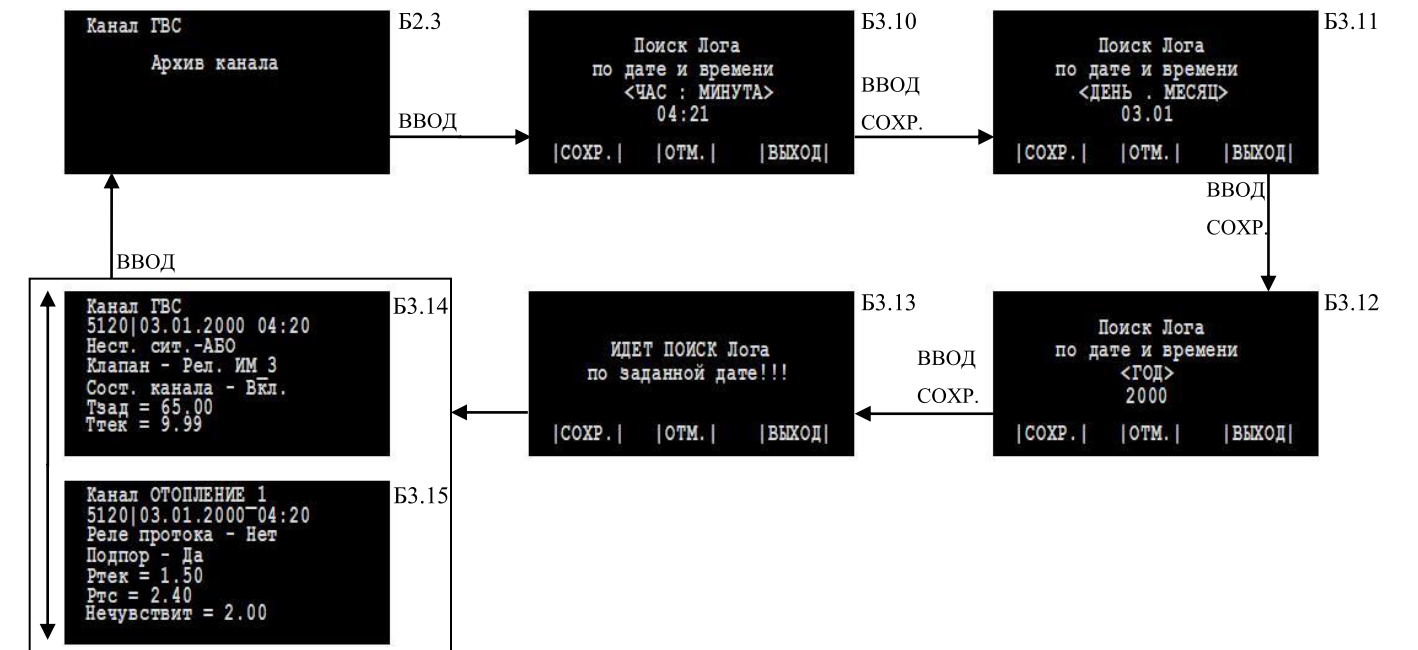 Канал ГВС
Архив канала
Б2.3
ВВОД
Поиск Лога
по дате и времени
<ЧАС : МИНУТА>
04:21
|СОХР.| |ОТМ.| |ВЫХОД|
Б3.10
ВВОД
СОХР.
Поиск Лога
по дате и времени
<ДЕНЬ . МЕСЯЦ>
03.01
|СОХР.| |ОТМ.| |ВЫХОД|
Б3.11
ВВОД
СОХР.
Поиск Лога
по дате и времени
<ГОД>
2000
|СОХР.| |ОТМ.| |ВЫХОД|
Б3.12
ВВОД
СОХР.
ИДЕТ ПОИСК Лога
по заданной дате!!!
|СОХР.| |ОТМ.| |ВЫХОД|
Б3.13
ВВОД
Канал ГВС
5120|03.01.2000 04:20
Нест. сит.-АБО
Клапан - Рел. ИМ_3
Сост. канала - Вкл.
Тзад = 65.00
Ттек = 9.99
Б3.14
Канал ОТОПЛЕНИЕ_1
5120|03.01.2000 04:20
Реле протока - Нет
Подпор - Да
Ртек = 1.50
Ртс = 2.40
Нечувствит = 2.00
Б3.15